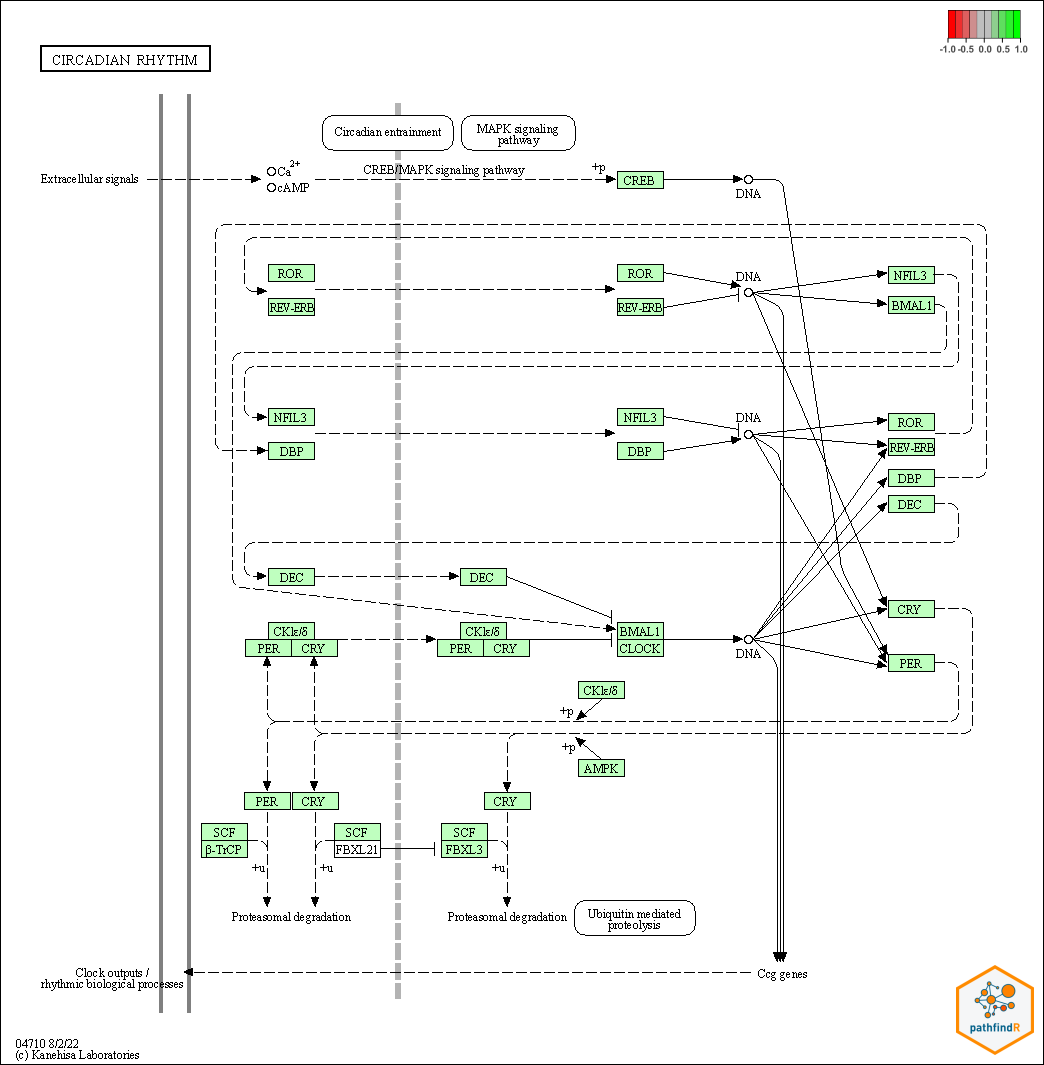 -1.0 -0.5 0.0 0.5 1.0
CIRCADIAN RHYTHM
Circadian entrainment
MAPK signaling
pathway
Extracellular signals
Ca2+
cAMP
CREB/MAPK signaling pathway
+p
CREB
DNA
ROR
REV-ERB
ROR
REV-ERB
DNA
NFIL3
BMAL1
NFIL3
DBP
NFIL3
DBP
DNA
ROR
REV-ERB
DBP
DEC
DEC
DEC
CKIε/δ
PER CRY
CKIε/δ
PER CRY
BMAL1
CLOCK
DNA
CRY
PER
CKIε/δ
+p
+p
AMPK
PER CRY
CRY
SCF
β-TrCP
+u
SCF
FBXL21
+u
SCF
FBXL3
+u
Proteasomal degradation
Proteasomal degradation
Ubiquitin mediated
proteolysis
Clock outputs /
rhythmic biological processes
Ccg genes
pathfindR
04710 8/2/22
(c) Kanehisa Laboratories